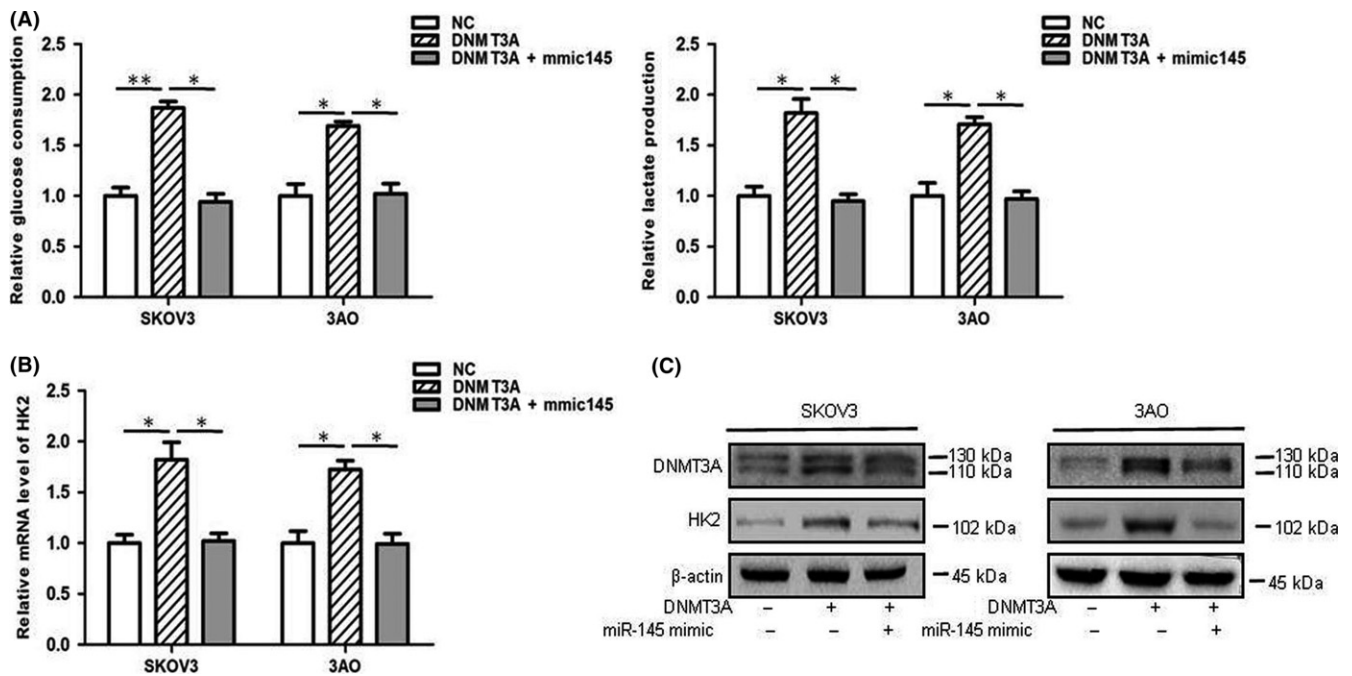 (A)
NC
DNMT3A
DNMT3A + mmic145
Relative glucose consumption
2.5
2.0
1.5
1.0
0.5
0.0
** * * *
SKOV3 3AO
NC
DNMT3A
DNMT3A + mimic145
Relative lactate production
2.5
2.0
1.5
1.0
0.5
0.0
* * * *
SKOV3 3AO
(B)
NC
DNMT3A
DNMT3A + mmic145
Relative mRNA level of HK2
2.5
2.0
1.5
1.0
0.5
0.0
* * * *
SKOV3 3AO
(C)
SKOV3
DNMT3A
130 kDa
110 kDa
HK2
102 kDa
β-actin
45 kDa
DNMT3A – + +
miR-145 mimic – – +
3AO
130 kDa
110 kDa
102 kDa
45 kDa
DNMT3A – + +
miR-145 mimic – – +